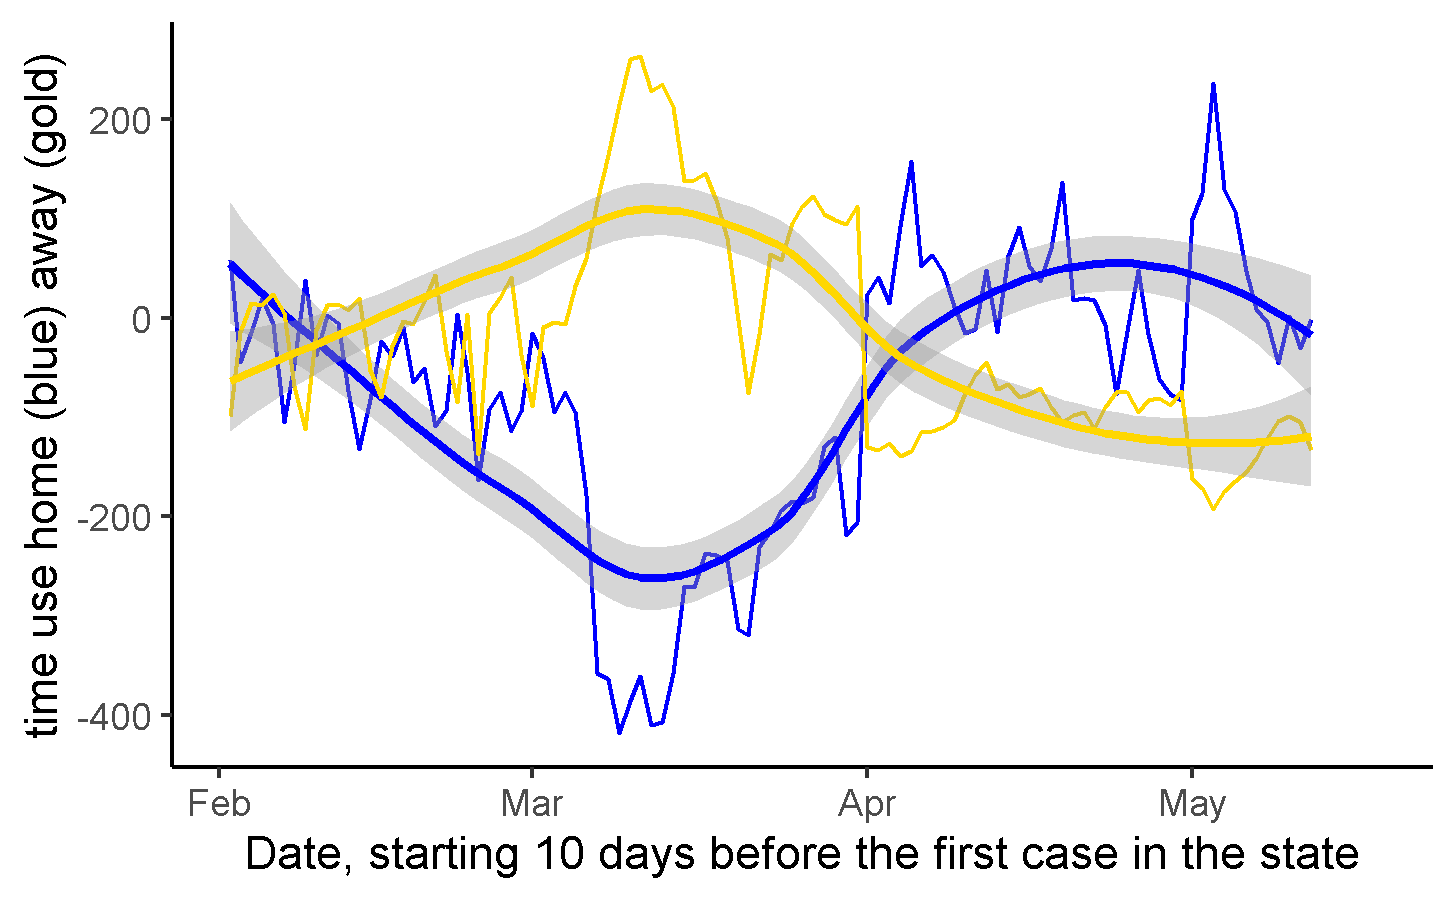 time use home (blue) away (gold)
200
0
-200
-400
Feb Mar Apr May
Date, starting 10 days before the first case in the state